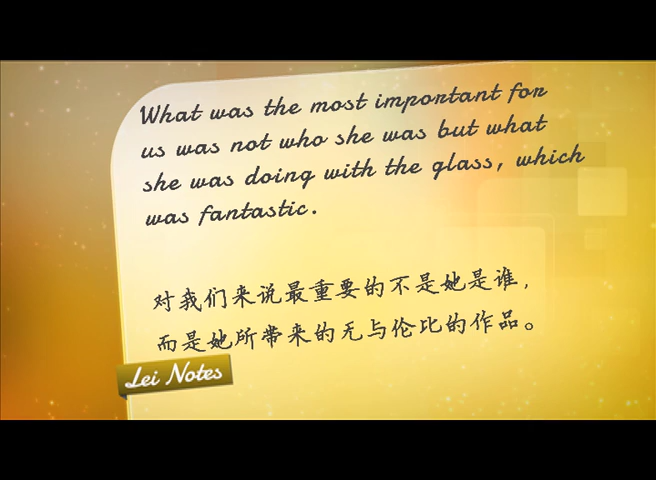 What was the most important for
us was not who she was but what
she was doing with the glass, which
was fantastic.
对我们来说最重要的不是她是谁，
而是她所带来的无与伦比的作品。
Lei Notes